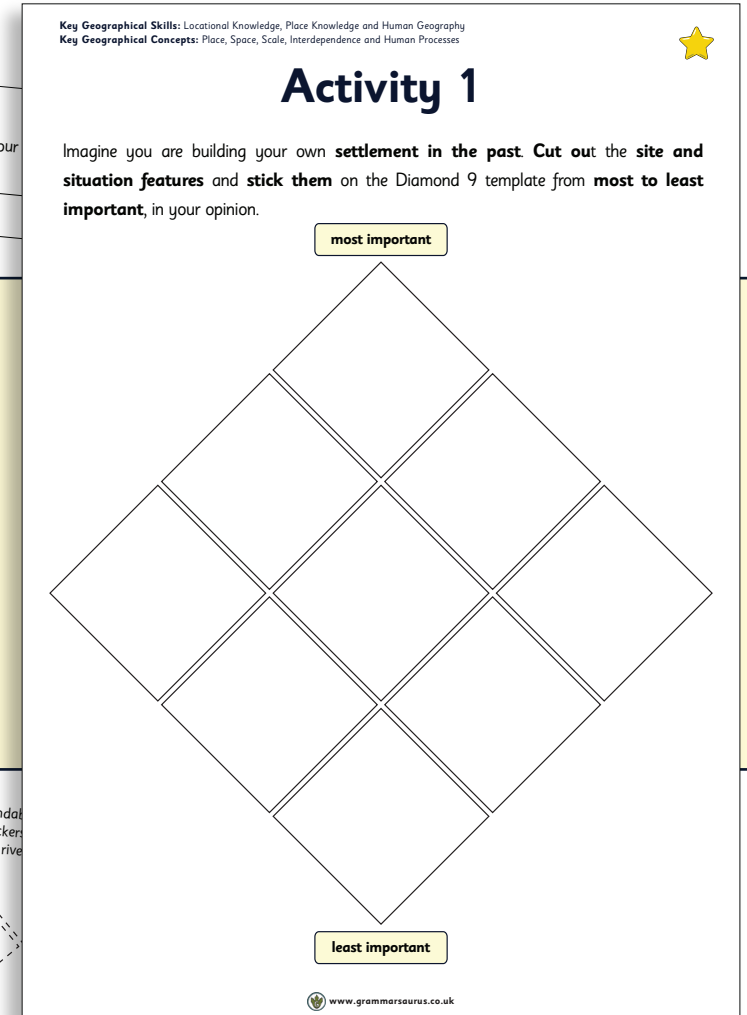 Key Geographical Skills: Locational Knowledge, Place Knowledge and Human Geography
Key Geographical Concepts: Place, Space, Scale, Interdependence and Human Processes
Activity 1
Imagine you are building your own settlement in the past. Cut out the site and
situation features and stick them on the Diamond 9 template from most to least
important, in your opinion.
most important
least important
www.grammarsaurus.co.uk